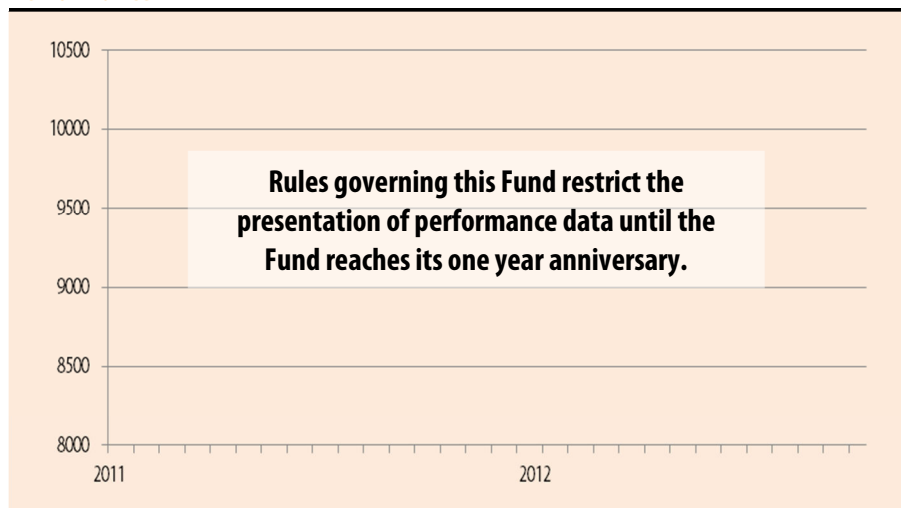 10500
10000
Rules governing this Fund restrict the
9500
presentation of performance data until the
Fund reaches its one year anniversary.
9000
8500
8000
2011 2012